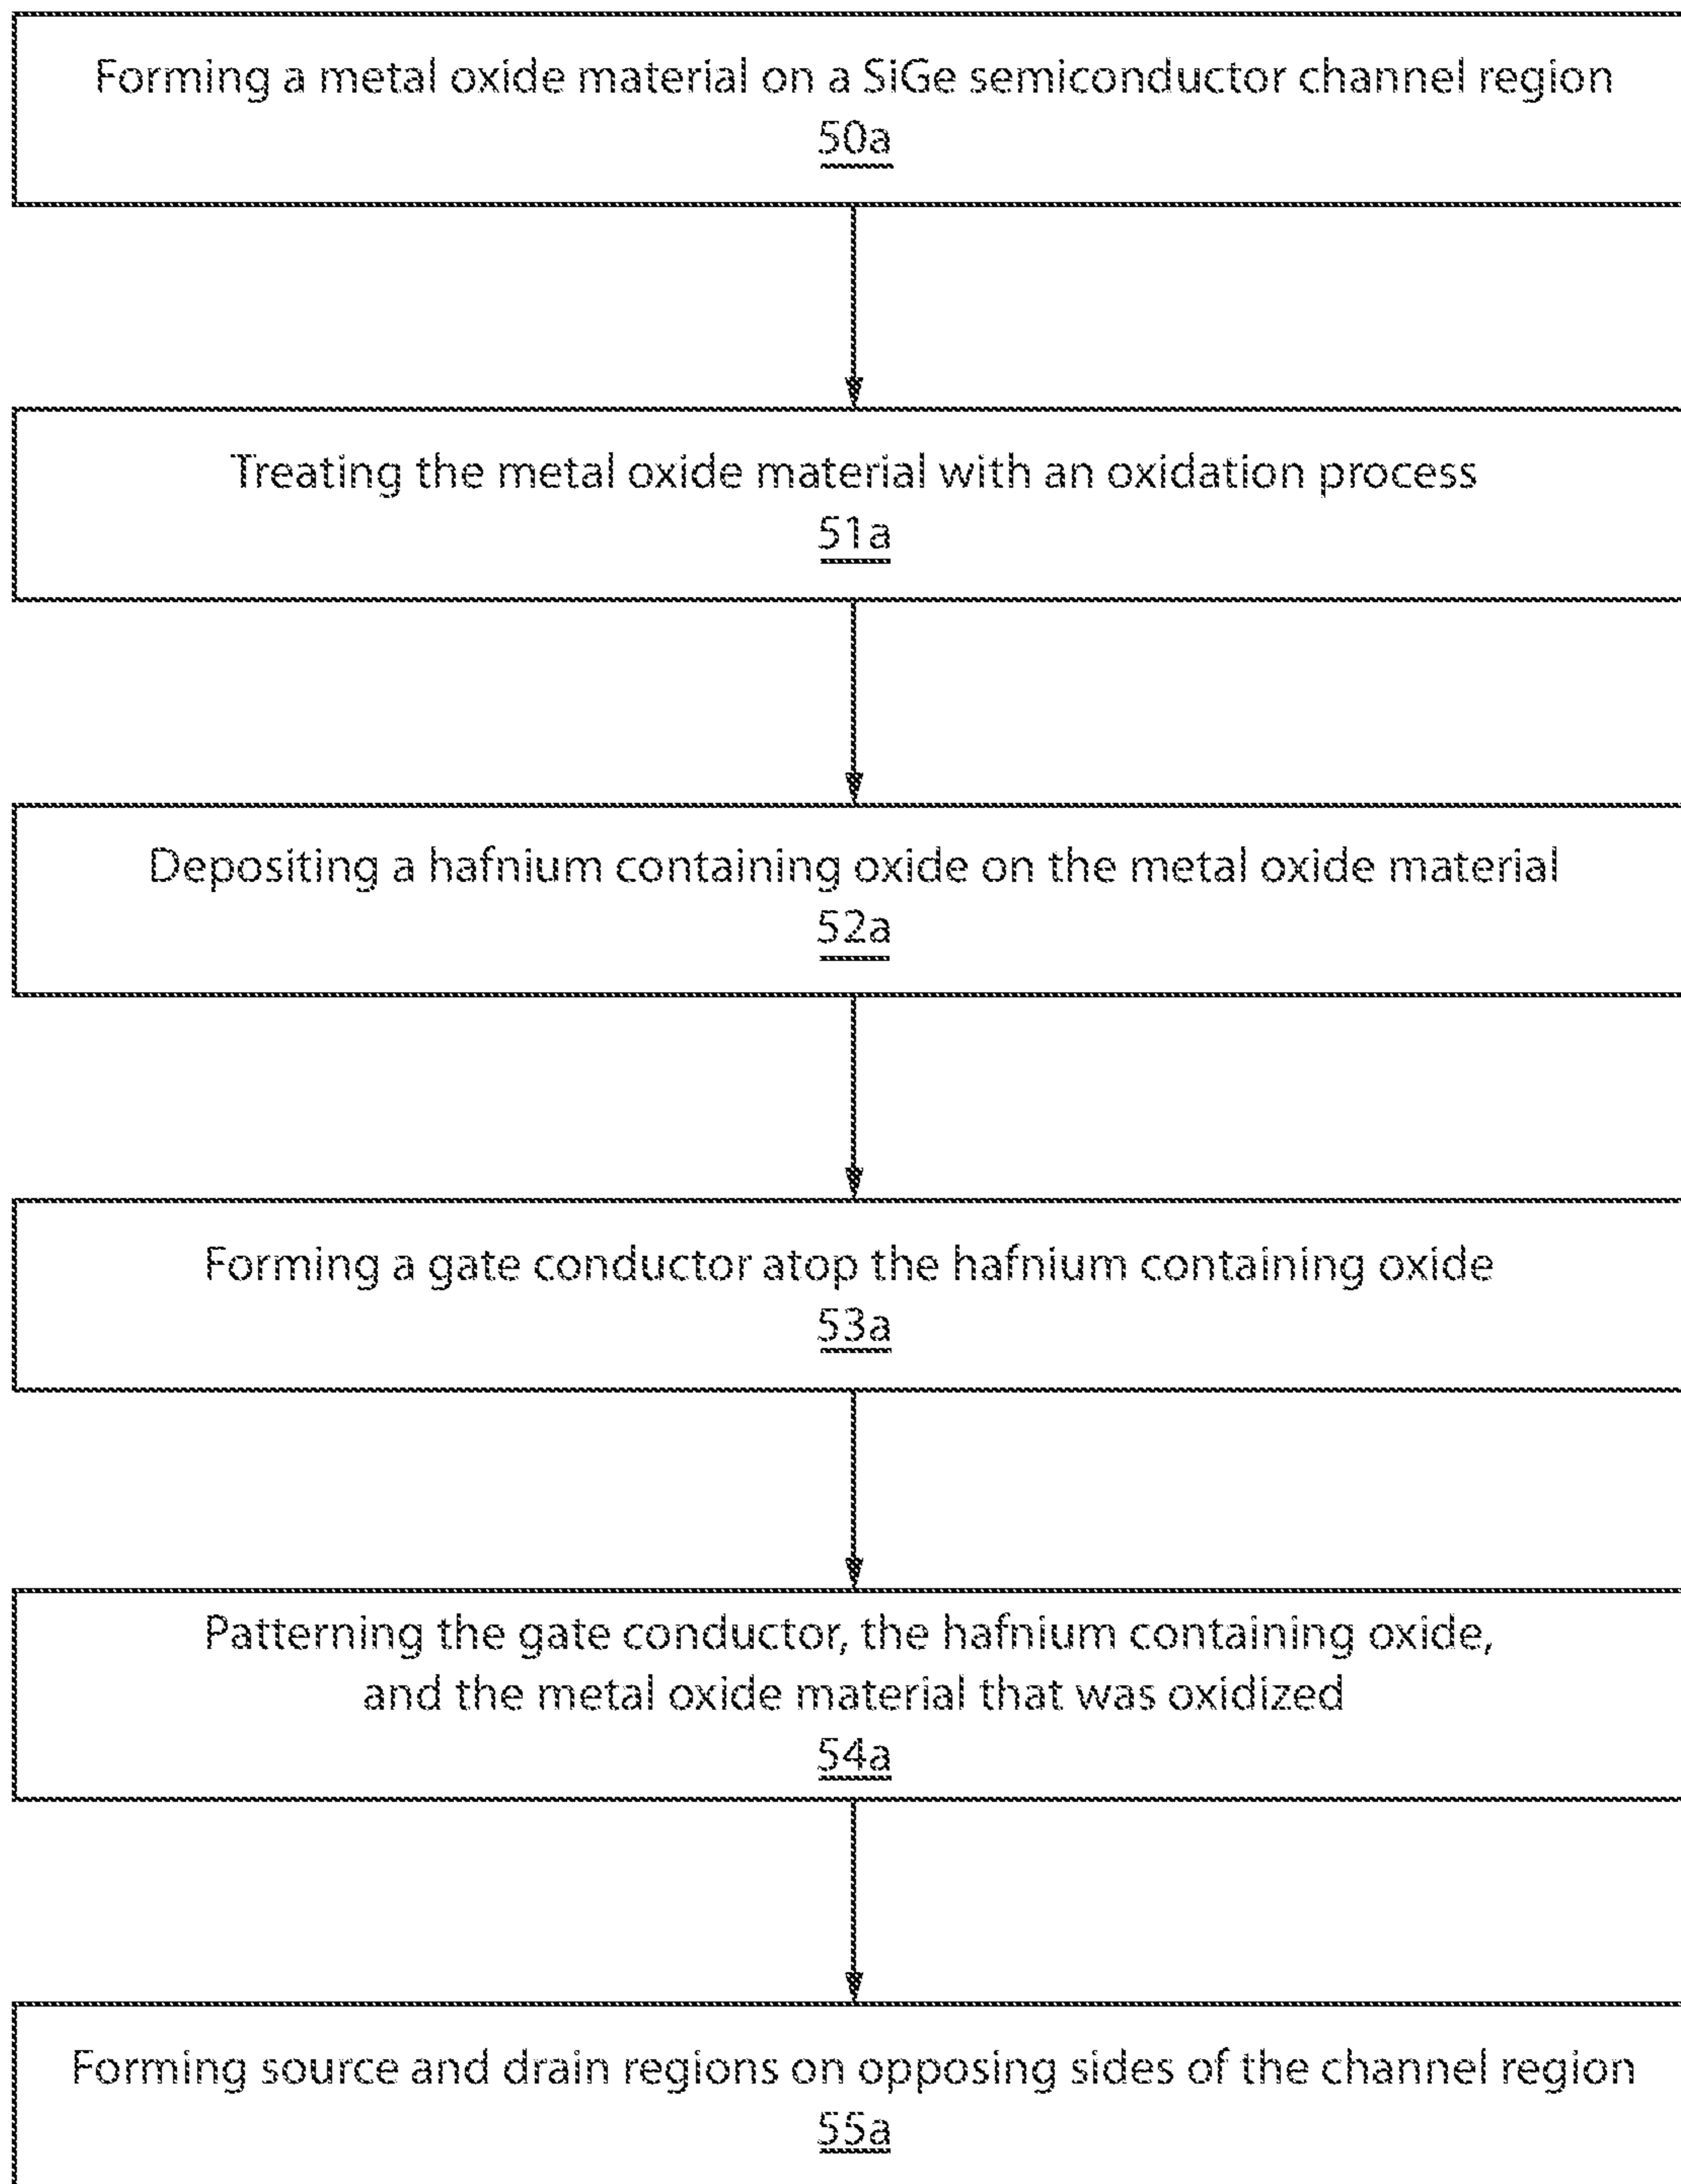 Forming a metal oxide material on a SiGe semiconductor channel region
50a
Treating the metal oxide material with an oxidation process
51a
Depositing a hafnium containing oxide on the metal oxide material
52a
Forming a gate conductor atop the hafnium containing oxide
53a
Patterning the gate conductor, the hafnium containing oxide,
and the metal oxide material that was oxidized
54a
Forming source and drain regions on opposing sides of the channel region
55a